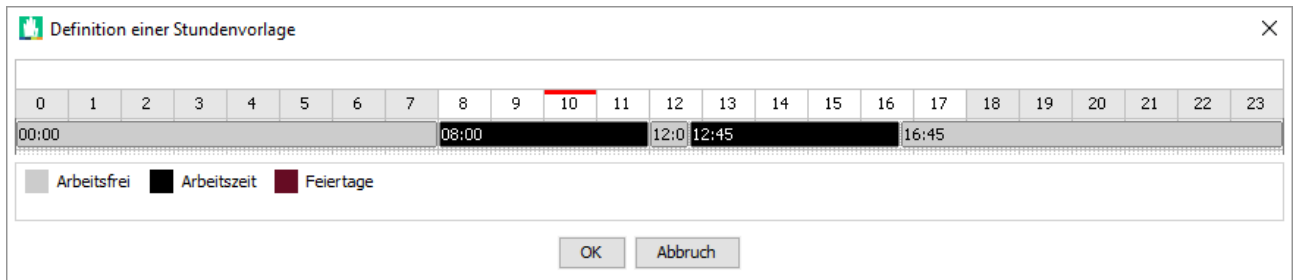 Definition einer Stundenvorlage
0 1 2 3 4 5 6 7 8 9 10 11 12 13 14 15 16 17 18 19 20 21 22 23
00:00 08:00 12:0 12:45 16:45
Arbeitsfrei Arbeitszeit Feiertage
OK Abbruch